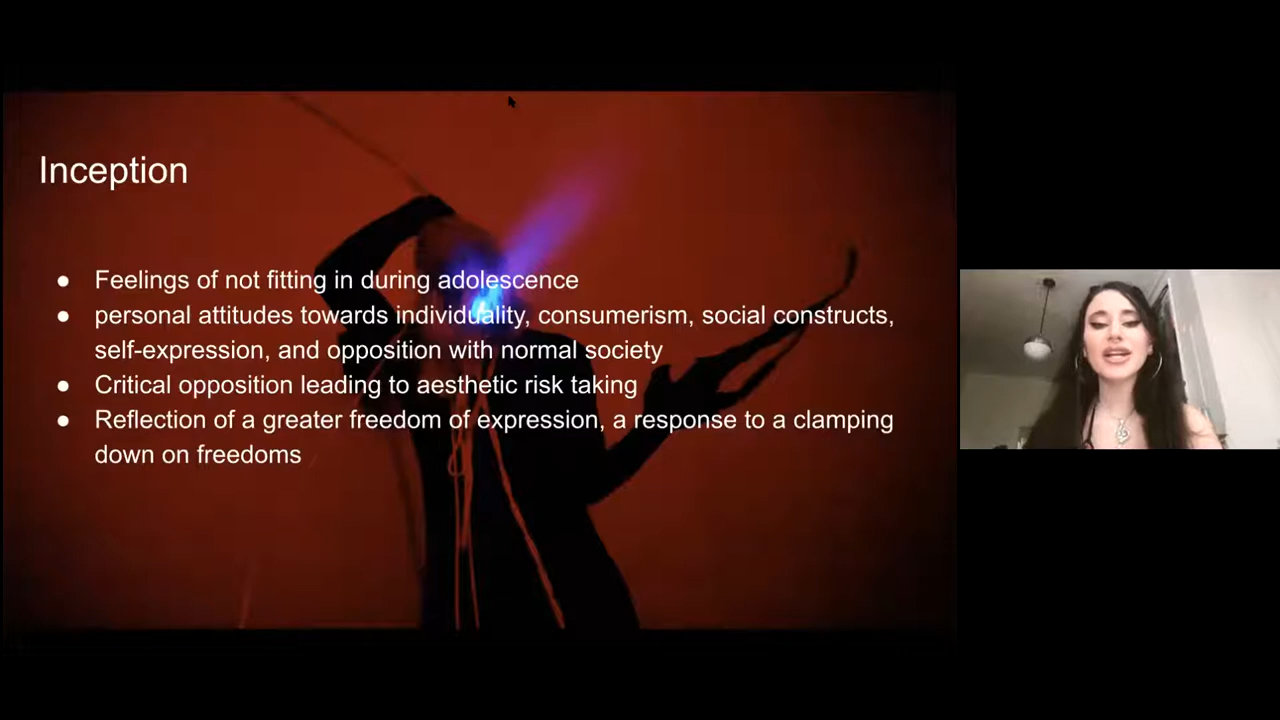 Inception
● Feelings of not fitting in during adolescence
● personal attitudes towards individuality, consumerism, social constructs,
self-expression, and opposition with normal society
● Critical opposition leading to aesthetic risk taking
● Reflection of a greater freedom of expression, a response to a clamping
down on freedoms